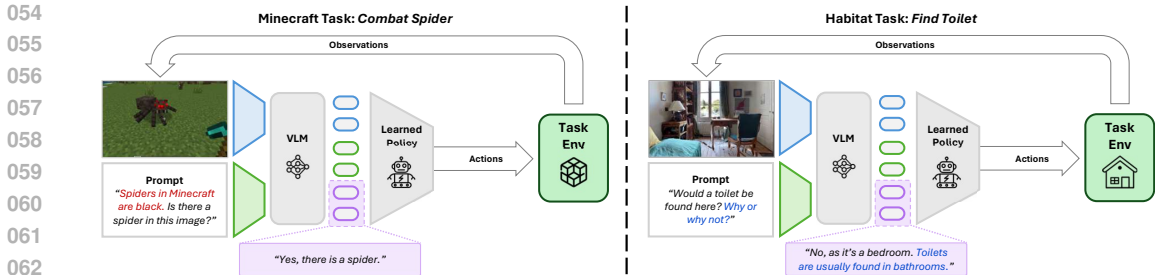 054
055
056
057
058
059
060
061
062
Minecraft Task: Combat Spider
Observations
VLM
Learned
Policy
Actions
Task
Env
Prompt
“Spiders in Minecraft
are black. Is there a
spider in this image?”
“Yes, there is a spider.”
Habitat Task: Find Toilet
Observations
VLM
Learned
Policy
Actions
Task
Env
Prompt
“Would a toilet be
found here? Why or
why not?”
“No, as it’s a bedroom. Toilets
are usually found in bathrooms.”